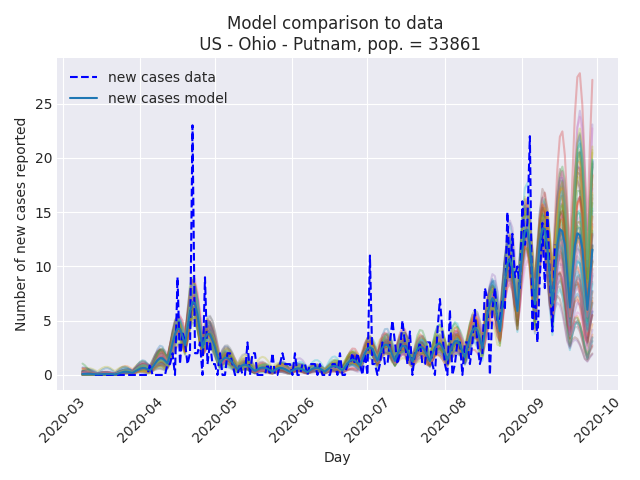 Model comparison to data
US - Ohio - Putnam, pop. = 33861
new cases data
new cases model
Number of new cases reported
25
20
15
10
5
0
2020-03
2020-04
2020-05
2020-06
2020-07
2020-08
2020-09
2020-10
Day